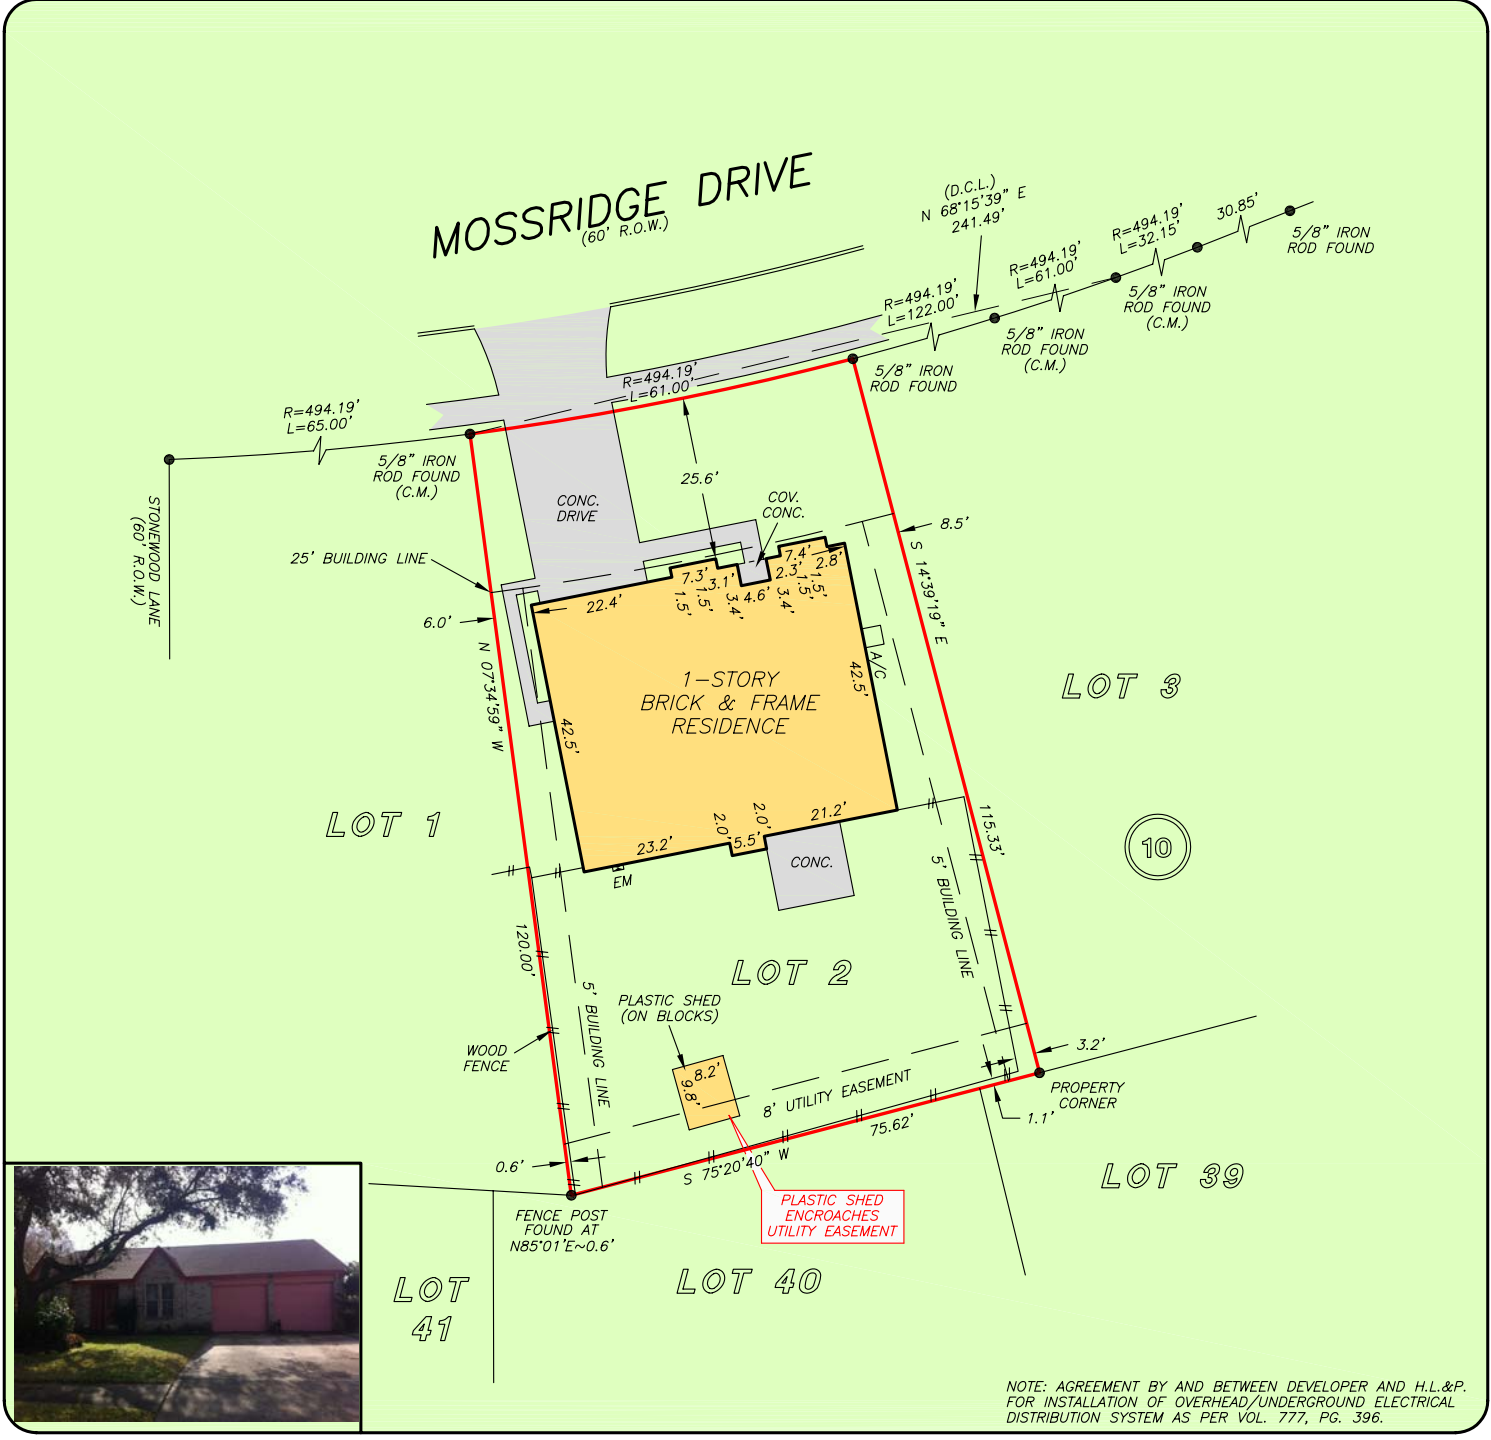 MOSSRIDGE DRIVE
(60' R.O.W.)
(D.C.L.)
N 68°15'39" E
241.49'
R=494.19'
L=32.15'
30.85'
5/8" IRON
ROD FOUND
R=494.19'
L=61.00'
5/8" IRON
ROD FOUND
(C.M.)
R=494.19'
L=122.00'
5/8" IRON
ROD FOUND
(C.M.)
5/8" IRON
ROD FOUND
R=494.19'
L=61.00'
R=494.19'
L=65.00'
5/8" IRON
ROD FOUND
(C.M.)
STONEWOOD LANE
(60' R.O.W.)
25.6'
CONC.
DRIVE
COV.
CONC.
8.5'
25' BUILDING LINE
6.0'
N 07°34'59" W
S 14°39'19" E
22.4'
7.3'
1.5'
1.5'
3.1'
3.4'
4.6'
3.4'
2.3'
1.5'
7.4'
1.5'
2.8'
A/C
42.5'
42.5'
1-STORY
BRICK & FRAME
RESIDENCE
LOT 3
LOT 1
10
115.33'
23.2'
2.0'
5.5'
2.0'
21.2'
EM
CONC.
5' BUILDING LINE
120.00'
LOT 2
5' BUILDING LINE
PLASTIC SHED
(ON BLOCKS)
8.2'
9.8'
WOOD
FENCE
8' UTILITY EASEMENT
3.2'
PROPERTY
CORNER
1.1'
75.62'
S 75°20'40" W
0.6'
FENCE POST
FOUND AT
N85°01'E~0.6'
PLASTIC SHED
ENCROACHES
UTILITY EASEMENT
LOT 39
LOT 40
LOT
41
NOTE: AGREEMENT BY AND BETWEEN DEVELOPER AND H.L.&P.
FOR INSTALLATION OF OVERHEAD/UNDERGROUND ELECTRICAL
DISTRIBUTION SYSTEM AS PER VOL. 777, PG. 396.